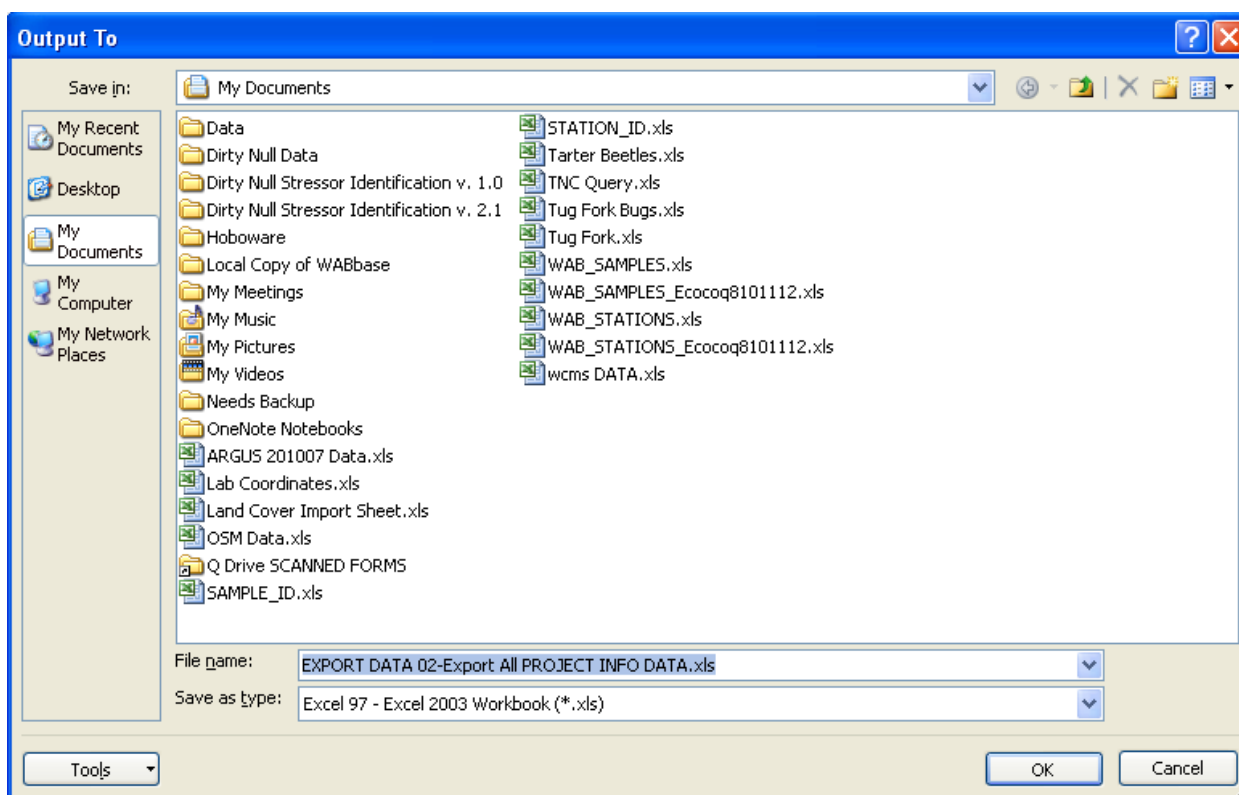 Output To
Save in:
My Documents
My Recent
Documents
Desktop
My
Documents
My
Computer
My Network
Places
Data
Dirty Null Data
Dirty Null Stressor Identification v. 1.0
Dirty Null Stressor Identification v. 2.1
Hoboware
Local Copy of WABbase
My Meetings
My Music
My Pictures
My Videos
Needs Backup
OneNote Notebooks
ARGUS 201007 Data.xls
Lab Coordinates.xls
Land Cover Import Sheet.xls
OSM Data.xls
Q Drive SCANNED FORMS
SAMPLE_ID.xls
STATION_ID.xls
Tarter Beetles.xls
TNC Query.xls
Tug Fork Bugs.xls
Tug Fork.xls
WAB_SAMPLES.xls
WAB_SAMPLES_Ecocoq8101112.xls
WAB_STATIONS.xls
WAB_STATIONS_Ecocoq8101112.xls
wcms DATA.xls
File name:
EXPORT DATA 02-Export All PROJECT INFO DATA.xls
Save as type:
Excel 97 - Excel 2003 Workbook (*.xls)
Tools
OK
Cancel